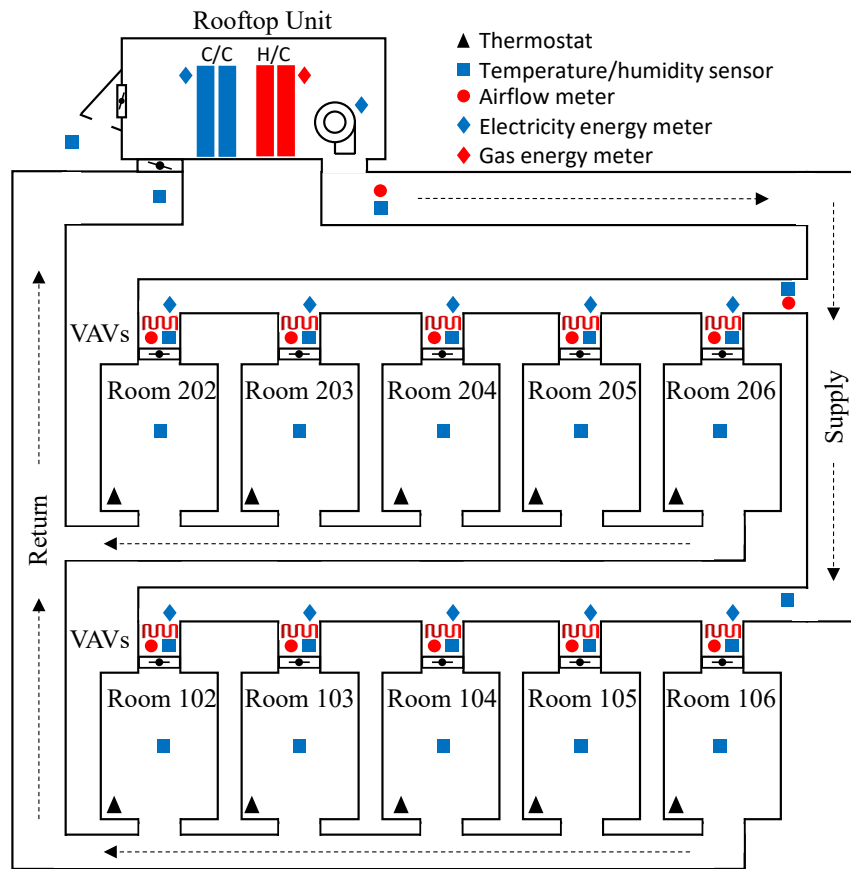 Rooftop Unit
C/C
H/C
Thermostat
Temperature/humidity sensor
Airflow meter
Electricity energy meter
Gas energy meter
VAVs
Room 202
Room 203
Room 204
Room 205
Room 206
Supply
Return
VAVs
Room 102
Room 103
Room 104
Room 105
Room 106